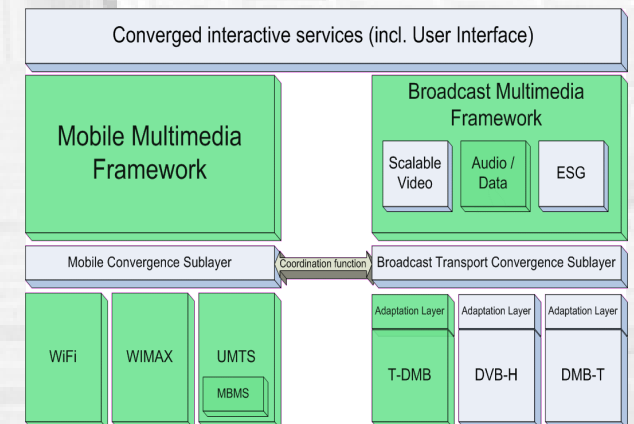 Converged interactive services (incl. User Interface)
Mobile Multimedia
Framework
Broadcast Multimedia
Framework
Scalable
Video
Audio /
Data
ESG
Mobile Convergence Sublayer
Coordination function
Broadcast Transport Convergence Sublayer
WiFi
WIMAX
UMTS
MBMS
Adaptation Layer
T-DMB
Adaptation Layer
DVB-H
Adaptation Layer
DMB-T